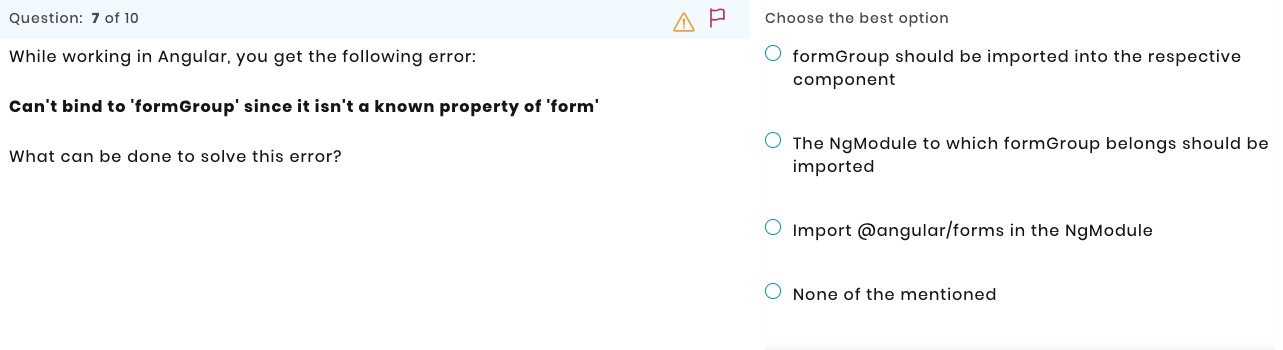 Question: 7 of 10
While working in Angular, you get the following error:
Can't bind to 'formGroup' since it isn't a known property of 'form'
What can be done to solve this error?
Choose the best option
formGroup should be imported into the respective
component
The NgModule to which formGroup belongs should be
imported
Import @angular/forms in the NgModule
None of the mentioned